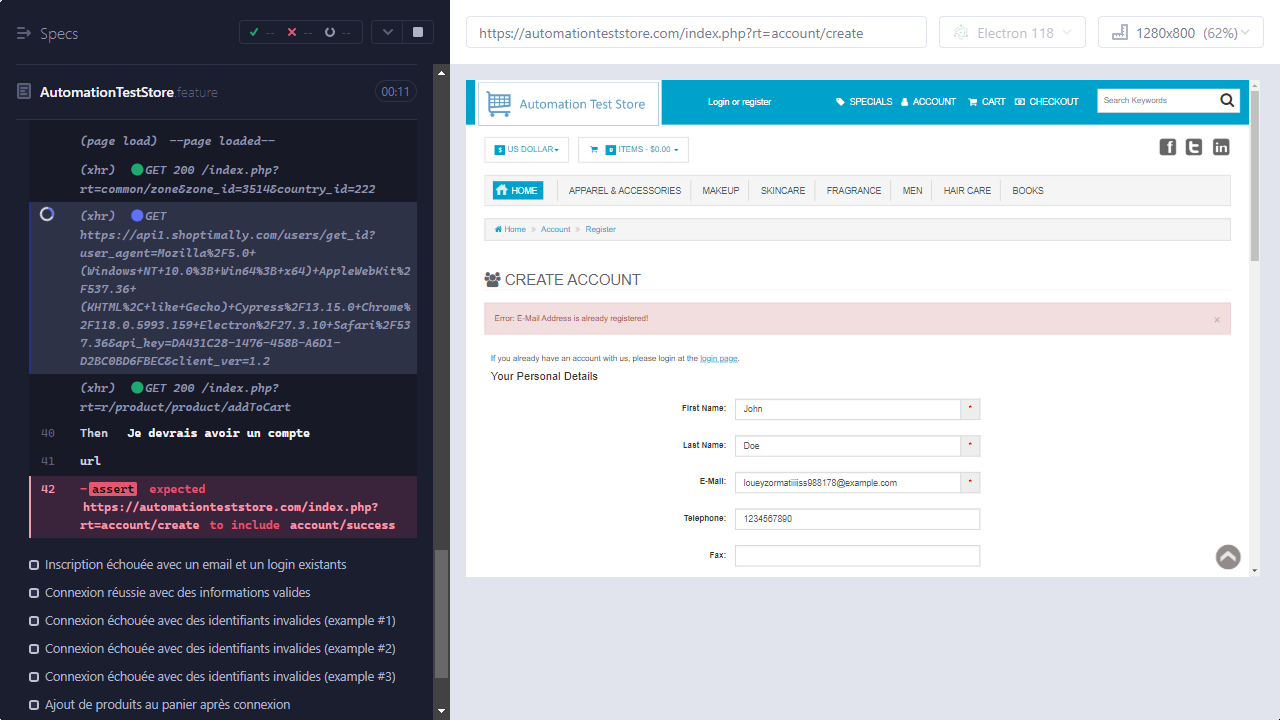 Specs
--
--
--
AutomationTestStore.feature
00:11
(page load) --page loaded--
(xhr) GET 200 /index.php?
rt=common/zone&zone_id=3514&country_id=222
(xhr) GET
https://api1.shoptimally.com/users/get_id?
user_agent=Mozilla%2F5.0+
(Windows+NT+10.0%3B+Win64%3B+x64)+AppleWebKit%2
F537.36+
(KHTML%2C+like+Gecko)+Cypress%2F13.15.0+Chrome%
2F118.0.5993.159+Electron%2F27.3.10+Safari%2F53
7.36&api_key=DA431C28-1476-458B-A6D1-
D2BC0BD6FBEC&client_ver=1.2
(xhr) GET 200 /index.php?
rt=r/product/product/addToCart
40 Then Je devrais avoir un compte
41 url
42 -assert expected
https://automationteststore.com/index.php?
rt=account/create to include account/success
Inscription échouée avec un email et un login existants
Connexion réussie avec des informations valides
Connexion échouée avec des identifiants invalides (example #1)
Connexion échouée avec des identifiants invalides (example #2)
Connexion échouée avec des identifiants invalides (example #3)
Ajout de produits au panier après connexion
https://automationteststore.com/index.php?rt=account/create
Electron 118
1280x800 (62%)
Automation Test Store
Login or register
SPECIALS
ACCOUNT
CART
CHECKOUT
Search Keywords
$ US DOLLAR
0 ITEMS - $0.00
HOME
APPAREL & ACCESSORIES
MAKEUP
SKINCARE
FRAGRANCE
MEN
HAIR CARE
BOOKS
Home » Account » Register
CREATE ACCOUNT
Error: E-Mail Address is already registered!
×
If you already have an account with us, please login at the login page.
Your Personal Details
First Name: John *
Last Name: Doe *
E-Mail: loueyzormatiiiiss988178@example.com *
Telephone: 1234567890
Fax: